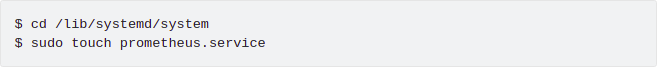 $ cd /lib/systemd/system
$ sudo touch prometheus.service